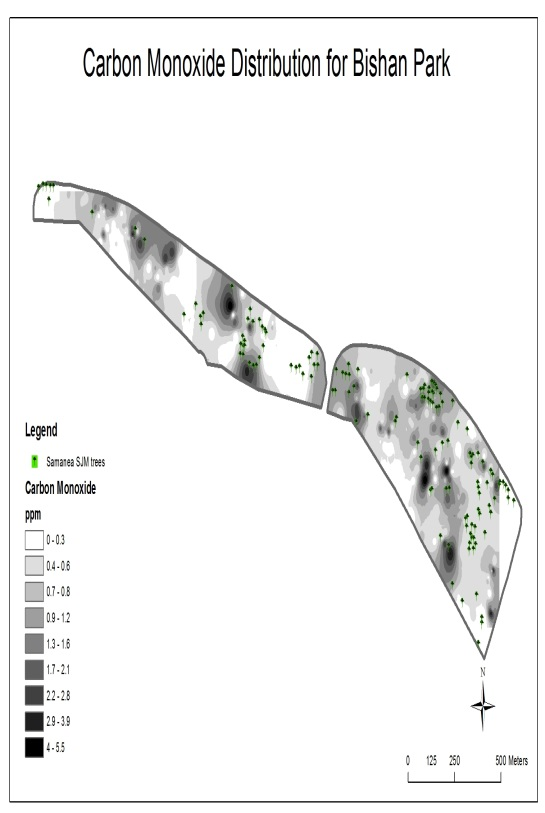 Carbon Monoxide Distribution for Bishan Park
Legend
Samanea SJM trees
Carbon Monoxide
ppm
0 - 0.3
0.4 - 0.6
0.7 - 0.8
0.9 - 1.2
1.3 - 1.6
1.7 - 2.1
2.2 - 2.8
2.9 - 3.9
4 - 5.5
N
0 125 250 500 Meters